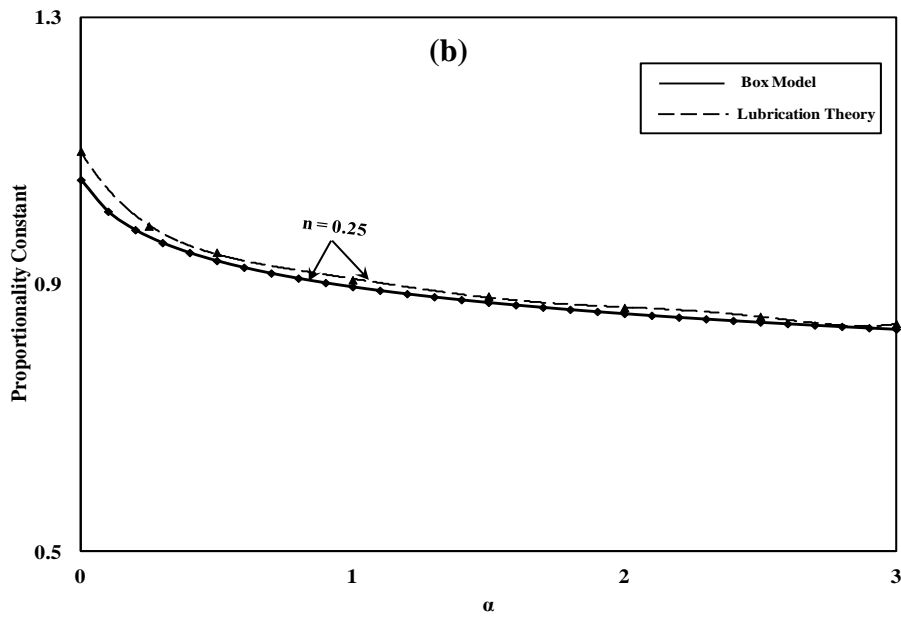 1.3
(b)
Box Model
Lubrication Theory
n = 0.25
Proportionality Constant
0.9
0.5
0
1
2
3
α